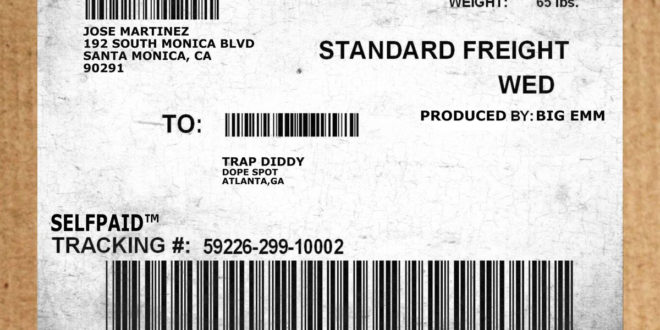 WEIGHT: 65 lbs.
JOSE MARTINEZ
192 SOUTH MONICA BLVD
SANTA MONICA, CA
90291
STANDARD FREIGHT
WED
PRODUCED BY: BIG EMM
TO:
TRAP DIDDY
DOPE SPOT
ATLANTA,GA
SELFPAID™
TRACKING #: 59226-299-10002